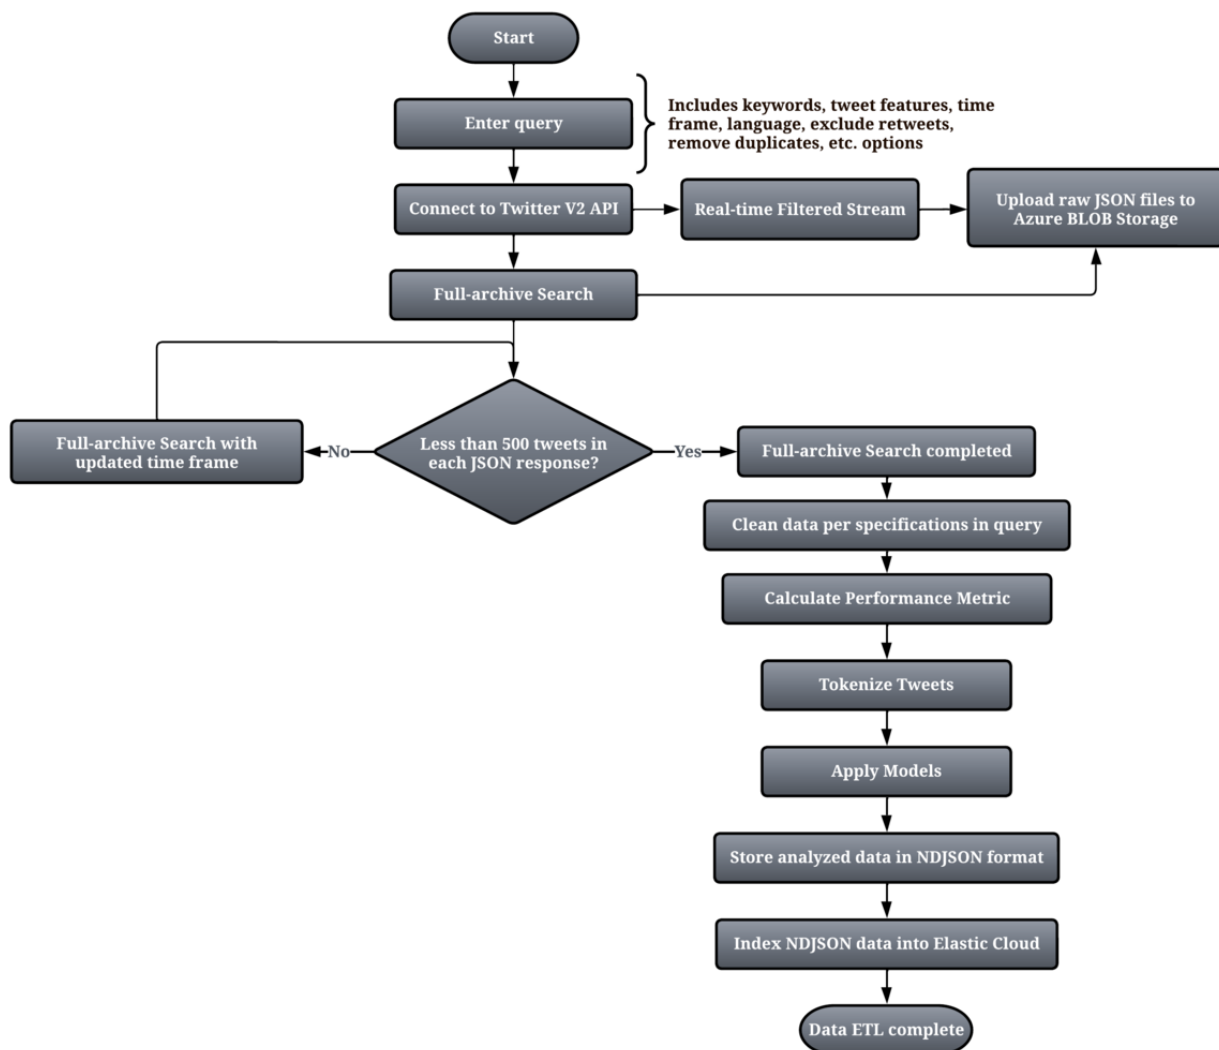 Start
Enter query
Includes keywords, tweet features, time
frame, language, exclude retweets,
remove duplicates, etc. options
Connect to Twitter V2 API
Real-time Filtered Stream
Upload raw JSON files to
Azure BLOB Storage
Full-archive Search
Full-archive Search with
updated time frame
No
Less than 500 tweets in
each JSON response?
Yes
Full-archive Search completed
Clean data per specifications in query
Calculate Performance Metric
Tokenize Tweets
Apply Models
Store analyzed data in NDJSON format
Index NDJSON data into Elastic Cloud
Data ETL complete